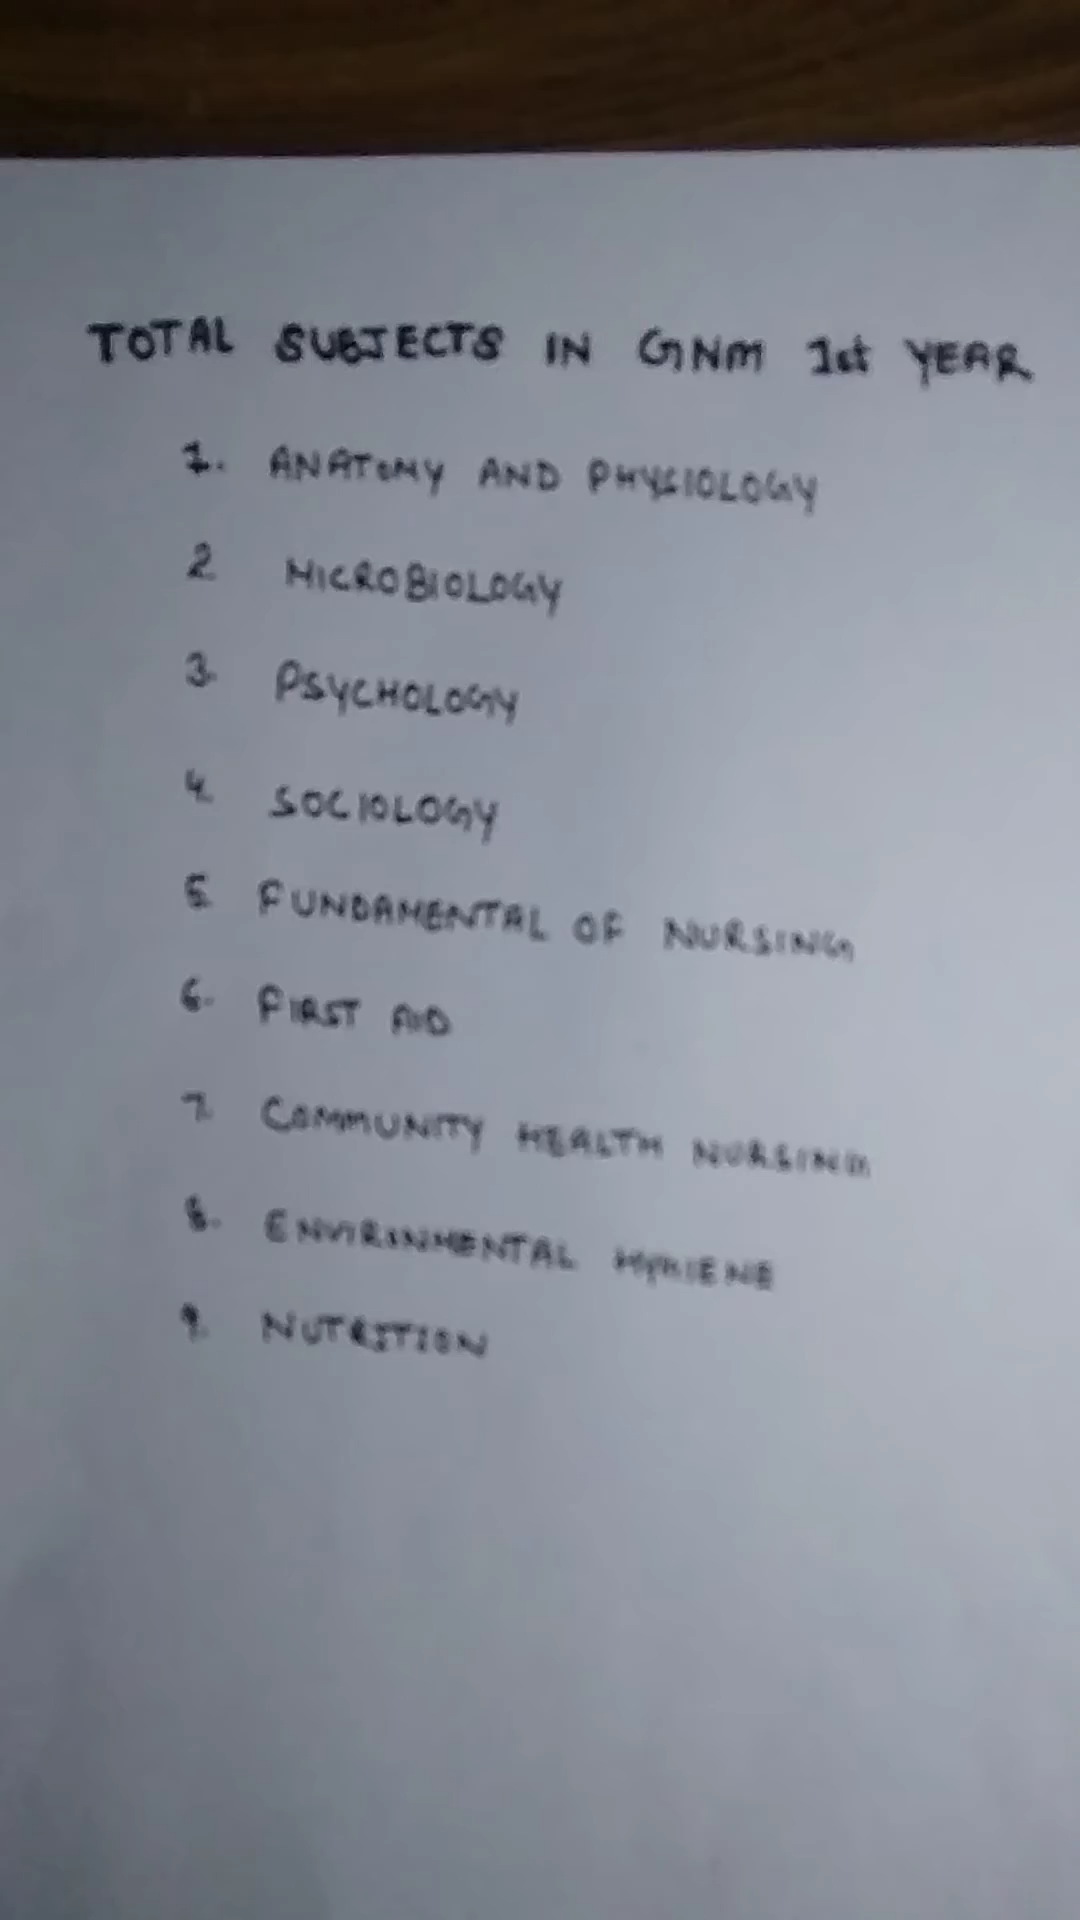 TOTAL SUBJECTS IN GNM 1st YEAR
1. ANATOMY AND PHYSIOLOGY
2 MICROBIOLOGY
3. PSYCHOLOGY
4. SOCIOLOGY
5. FUNDAMENTAL OF NURSING
6. FIRST AID
7. COMMUNITY HEALTH NURSING
8. ENVIRONMENTAL HYGIENE
9. NUTRITION